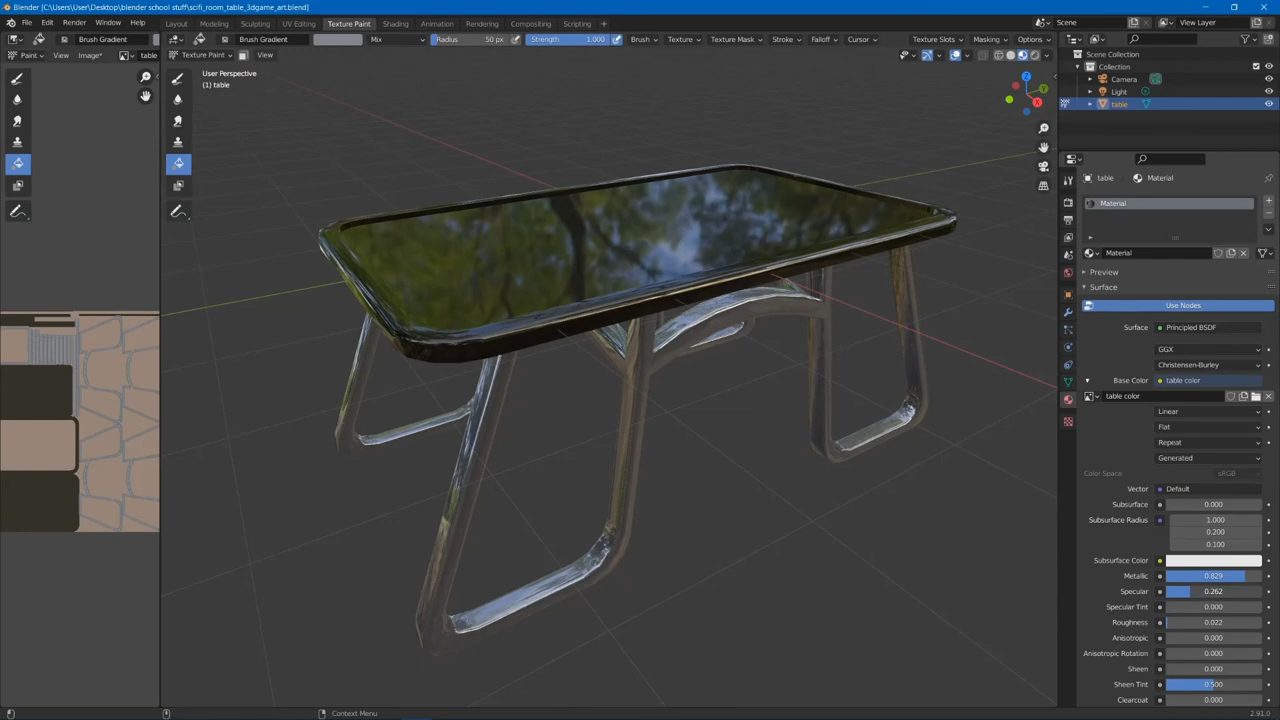 Blender [C:\Users\User\Desktop\blender school stuff\scifi_room_table_3dgame_art.blend]
File Edit Render Window Help
Layout Modeling Sculpting UV Editing Texture Paint Shading Animation Rendering Compositing Scripting +
Scene
View Layer
Brush Gradient
Brush Gradient
Mix
Radius 50 px
Strength 1.000
Brush Texture Texture Mask Stroke Falloff Cursor
Texture Slots Masking Options
Paint View Image* table
Texture Paint View
Scene Collection
Collection
Camera
Light
table
User Perspective
(1) table
X
Y
Z
table Material
Material
Material
Preview
Surface
Use Nodes
Surface Principled BSDF
GGX
Christensen-Burley
Base Color table color
table color
Linear
Flat
Repeat
Generated
Color Space sRGB
Vector Default
Subsurface 0.000
Subsurface Radius 1.000
0.200
0.100
Subsurface Color
Metallic 0.829
Specular 0.262
Specular Tint 0.000
Roughness 0.022
Anisotropic 0.000
Anisotropic Rotation 0.000
Sheen 0.000
Sheen Tint 0.500
Clearcoat 0.000
Context Menu
2.91.0